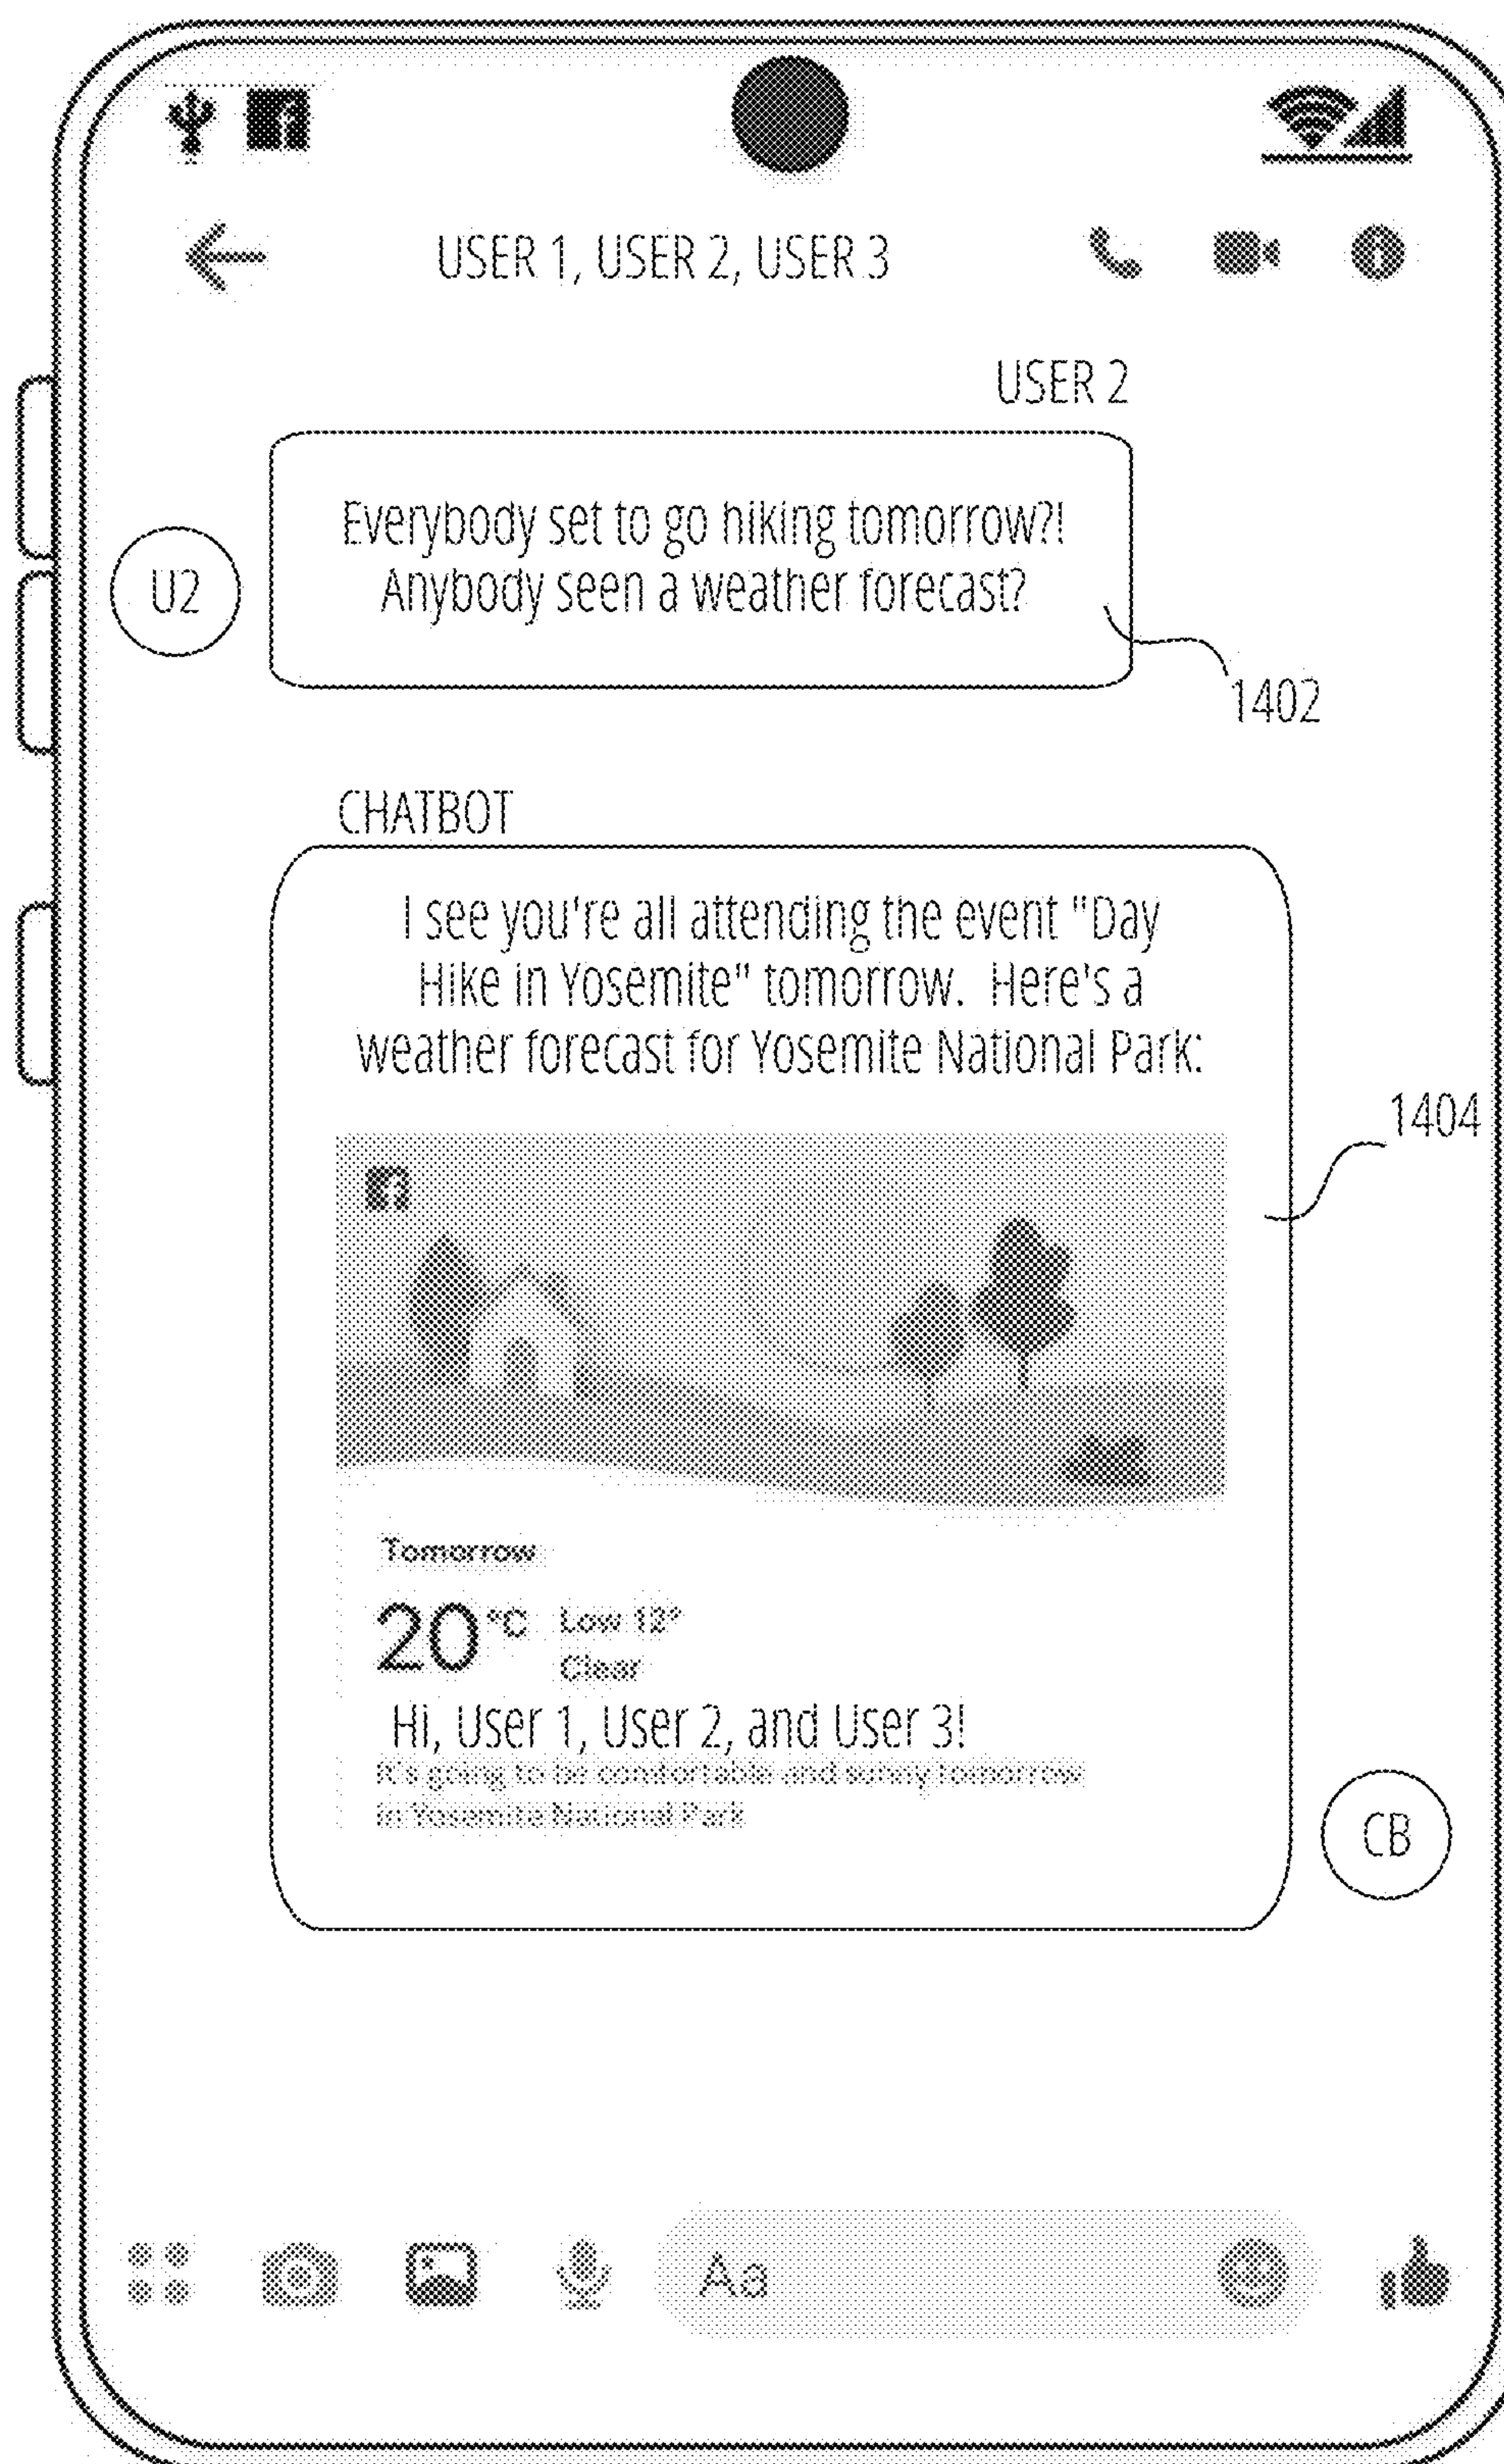 USER 1, USER 2, USER 3
USER 2
Everybody set to go hiking tomorrow?!
Anybody seen a weather forecast?
U2
1402
CHATBOT
I see you're all attending the event "Day
Hike in Yosemite" tomorrow. Here's a
weather forecast for Yosemite National Park:
1404
Tomorrow
20°C Low 12°
Clear
Hi, User 1, User 2, and User 3!
It's going to be comfortable and sunny tomorrow
in Yosemite National Park
CB
Aa